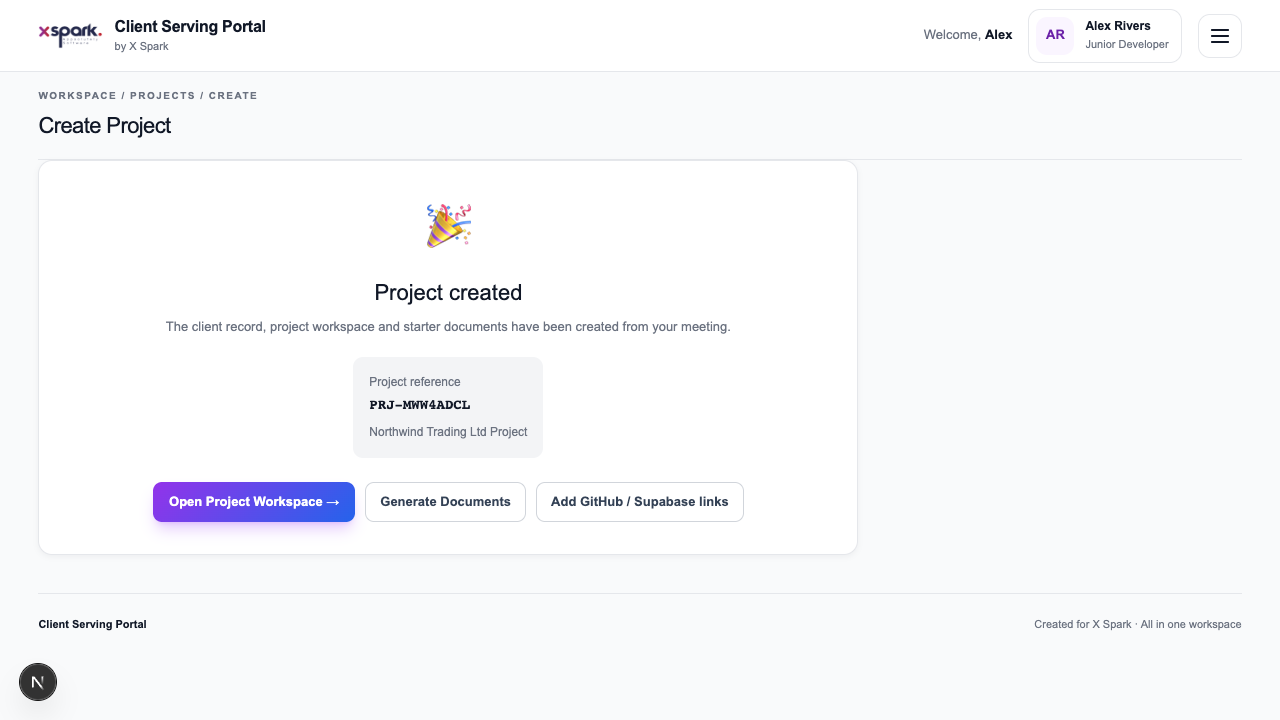 xspark.
Client Serving Portal
by X Spark
Welcome, Alex
AR
Alex Rivers
Junior Developer
WORKSPACE / PROJECTS / CREATE
Create Project
Project created
The client record, project workspace and starter documents have been created from your meeting.
Project reference
PRJ-MWW4ADCL
Northwind Trading Ltd Project
Open Project Workspace →
Generate Documents
Add GitHub / Supabase links
Client Serving Portal
Created for X Spark · All in one workspace
N